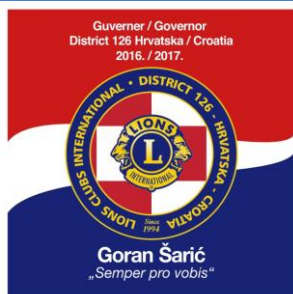 Guverner / Governor
District 126 Hrvatska / Croatia
2016. / 2017.
LIONS CLUBS INTERNATIONAL • DISTRICT 126 - HRVATSKA - CROATIA
LIONS
L
INTERNATIONAL
Since
1994
Goran Šarić
„Semper pro vobis“